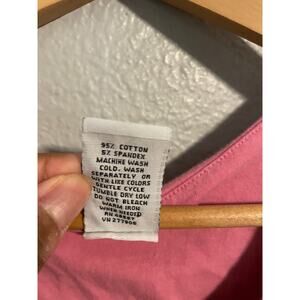 95% COTTON
5% SPANDEX
MACHINE WASH
COLD. WASH
SEPARATELY OR
WITH LIKE COLORS
GENTLE CYCLE
TUMBLE DRY LOW
DO NOT BLEACH
WARM IRON
WHEN NEEDED
RN